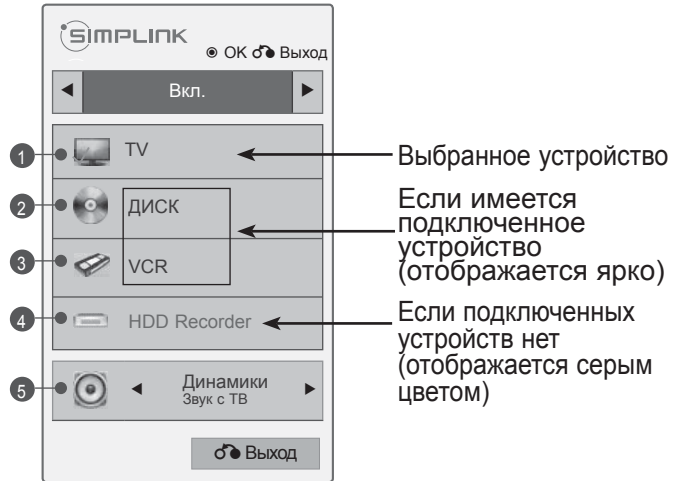 SIMPLINK
OK Выход
Вкл.
1 TV
2 ДИСК
3 VCR
4 HDD Recorder
5 Динамики
Звук с ТВ
Выход
Выбранное устройство
Если имеется
подключенное
устройство
(отображается ярко)
Если подключенных
устройств нет
(отображается серым
цветом)